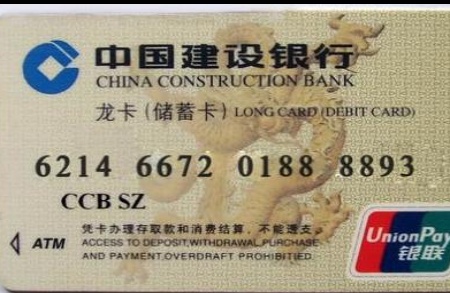 中国建设银行
CHINA CONSTRUCTION BANK
龙卡(储蓄卡) LONG CARD (DEBIT CARD)
6214 6672 0188 8893
CCB SZ
凭卡办理存取款和消费结算，不能透支。
ATM ACCESS TO DEPOSIT,WITHDRAWAL,PURCHASE
AND PAYMENT.OVERDRAFT PROHIBITIED.
UnionPay
银联